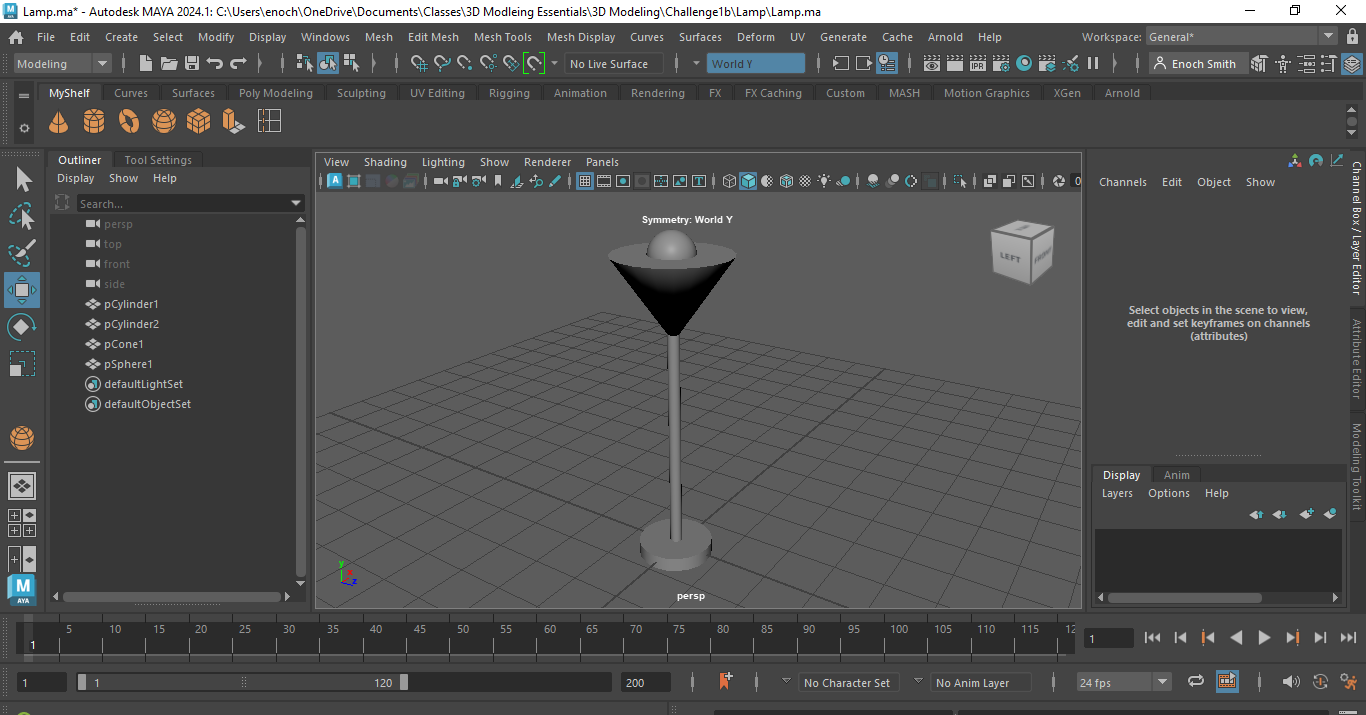 Lamp.ma* - Autodesk MAYA 2024.1: C:\Users\enoch\OneDrive\Documents\Classes\3D Modleing Essentials\3D Modeling\Challenge1b\Lamp\Lamp.ma
File Edit Create Select Modify Display Windows Mesh Edit Mesh Mesh Tools Mesh Display Curves Surfaces Deform UV Generate Cache Arnold Help Workspace: General*
Modeling No Live Surface World Y IPR Enoch Smith
MyShelf Curves Surfaces Poly Modeling Sculpting UV Editing Rigging Animation Rendering FX FX Caching Custom MASH Motion Graphics XGen Arnold
Outliner Tool Settings
Display Show Help
Search...
persp
top
front
side
pCylinder1
pCylinder2
pCone1
pSphere1
defaultLightSet
defaultObjectSet
View Shading Lighting Show Renderer Panels
Symmetry: World Y
LEFT FRONT
y
z
persp
Channels Edit Object Show
Select objects in the scene to view,
edit and set keyframes on channels
(attributes)
Display Anim
Layers Options Help
Channel Box / Layer Editor
Attribute Editor
Modeling Toolkit
M
AYA
5 10 15 20 25 30 35 40 45 50 55 60 65 70 75 80 85 90 95 100 105 110 115 12
1 1
1 1 120 200 No Character Set No Anim Layer 24 fps